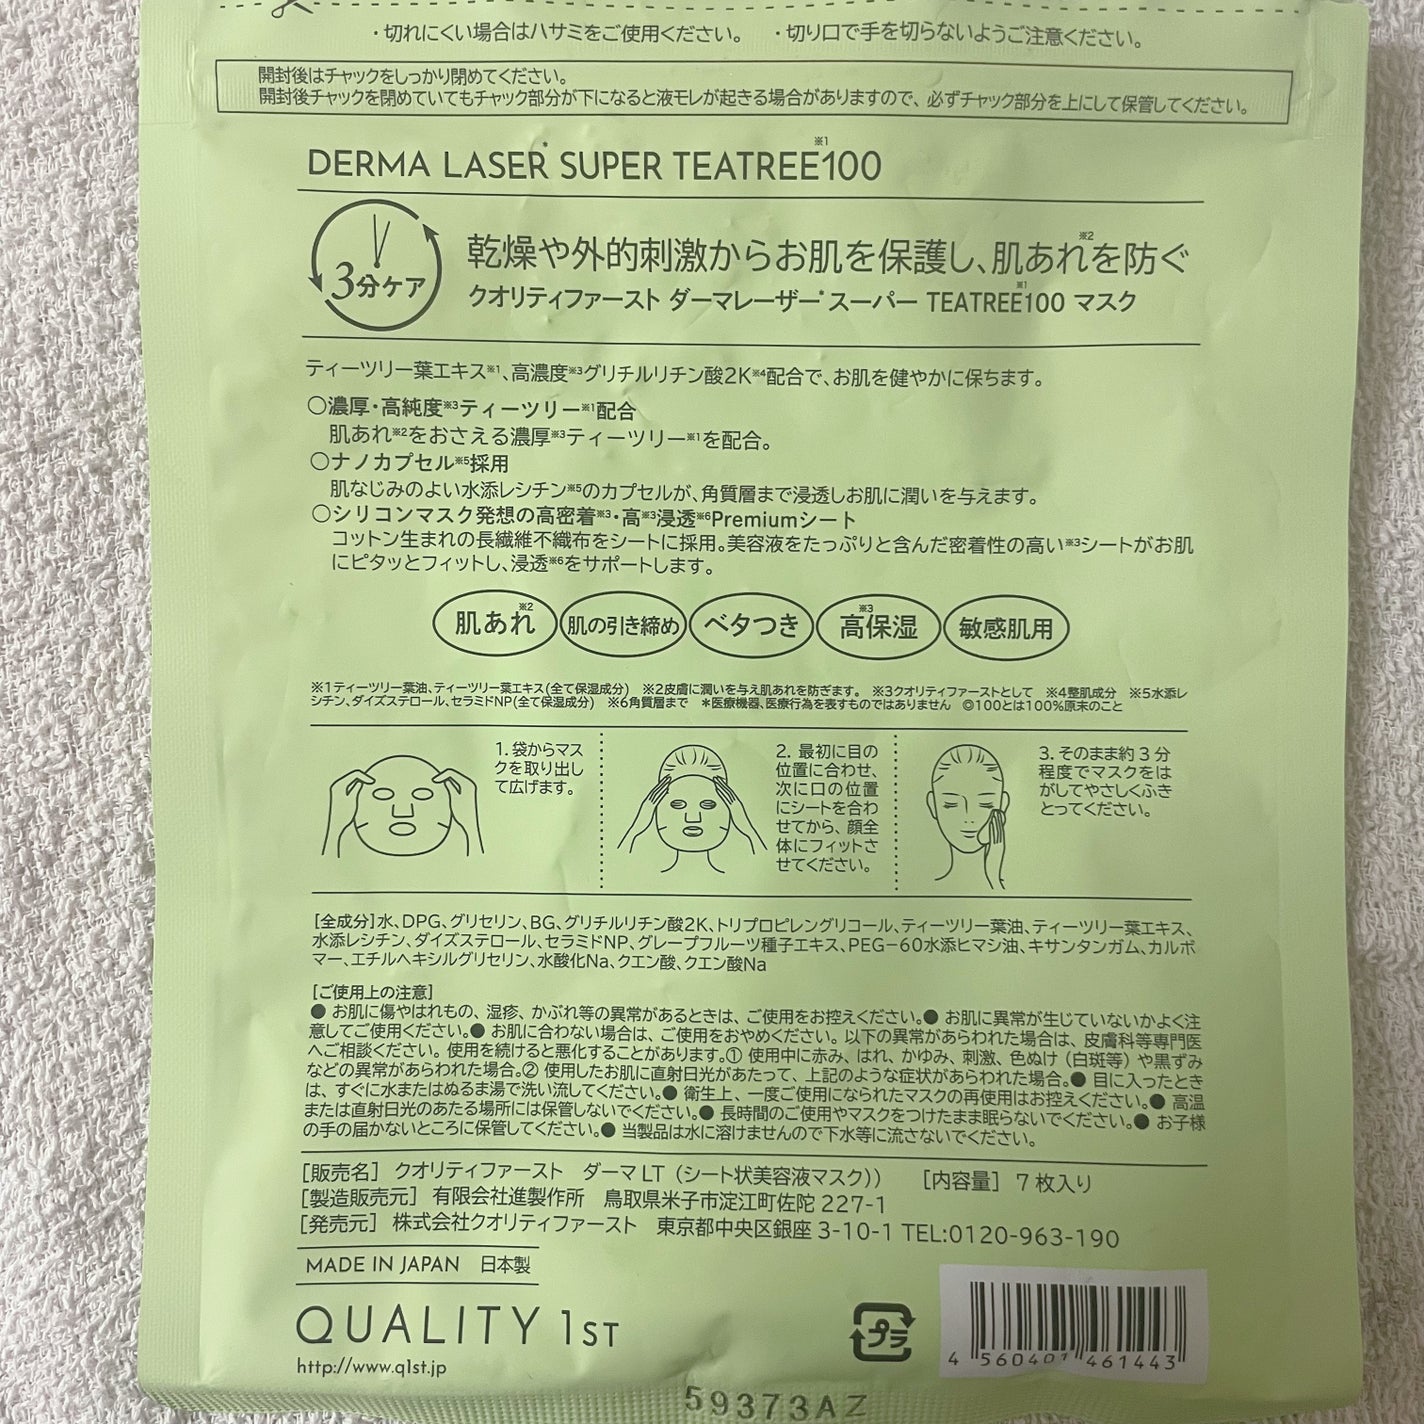 ・切れにくい場合はハサミをご使用ください。 ・切り口で手を切らないようご注意ください。
開封後はチャックをしっかり閉めてください。
開封後チャックを閉めていてもチャック部分が下になると液モレが起きる場合がありますので、必ずチャック部分を上にして保管してください。
DERMA LASER* SUPER TEATREE※1100
3分ケア
乾燥や外的刺激からお肌を保護し、肌あれ※2を防ぐ
クオリティファースト ダーマレーザー*スーパー TEATREE※1100 マスク
ティーツリー葉エキス※1、高濃度※3グリチルリチン酸2K※4配合で、お肌を健やかに保ちます。
○濃厚・高純度※3ティーツリー※1配合
肌あれ※2をおさえる濃厚※3ティーツリー※1を配合。
○ナノカプセル※5採用
肌なじみのよい水添レシチン※5のカプセルが、角質層まで浸透しお肌に潤いを与えます。
○シリコンマスク発想の高密着※3・高※3浸透※6Premiumシート
コットン生まれの長繊維不織布をシートに採用。美容液をたっぷりと含んだ密着性の高い※3シートがお肌
にピタッとフィットし、浸透※6をサポートします。
肌あれ※2 肌の引き締め ベタつき 高※3保湿 敏感肌用
※1ティーツリー葉油、ティーツリー葉エキス(全て保湿成分) ※2皮膚に潤いを与え肌あれを防ぎます。 ※3クオリティファーストとして ※4整肌成分 ※5水添レ
シチン、ダイズステロール、セラミドNP(全て保湿成分) ※6角質層まで *医療機器、医療行為を表すものではありません ◎100とは100%原末のこと
1. 袋からマス
クを取り出し
て広げます。
2. 最初に目の
位置に合わせ、
次に口の位置
にシートを合わ
せてから、顔全
体にフィットさ
せてください。
3. そのまま約３分
程度でマスクをは
がしてやさしくふき
とってください。
[全成分]水、DPG、グリセリン、BG、グリチルリチン酸2K、トリプロピレングリコール、ティーツリー葉油、ティーツリー葉エキス、
水添レシチン、ダイズステロール、セラミドNP、グレープフルーツ種子エキス、PEG-60水添ヒマシ油、キサンタンガム、カルボ
マー、エチルヘキシルグリセリン、水酸化Na、クエン酸、クエン酸Na
[ご使用上の注意]
● お肌に傷やはれもの、湿疹、かぶれ等の異常があるときは、ご使用をお控えください。● お肌に異常が生じていないかよく注
意してご使用ください。● お肌に合わない場合は、ご使用をおやめください。以下の異常があらわれた場合は、皮膚科等専門医
へご相談ください。使用を続けると悪化することがあります。① 使用中に赤み、はれ、かゆみ、刺激、色ぬけ（白斑等）や黒ずみ
などの異常があらわれた場合。② 使用したお肌に直射日光があたって、上記のような症状があらわれた場合。● 目に入ったとき
は、すぐに水またはぬるま湯で洗い流してください。● 衛生上、一度ご使用になられたマスクの再使用はお控えください。● 高温
または直射日光のあたる場所には保管しないでください。● 長時間のご使用やマスクをつけたまま眠らないでください。● お子様
の手の届かないところに保管してください。● 当製品は水に溶けませんので下水等に流さないでください。
[販売名] クオリティファースト ダーマ LT（シート状美容液マスク）） [内容量] 7 枚入り
[製造販売元] 有限会社進製作所 鳥取県米子市淀江町佐陀 227-1
[発売元] 株式会社クオリティファースト 東京都中央区銀座 3-10-1 TEL:0120-963-190
MADE IN JAPAN 日本製
QUALITY 1ST
http://www.q1st.jp
プラ
4 560401 461443
59373AZ